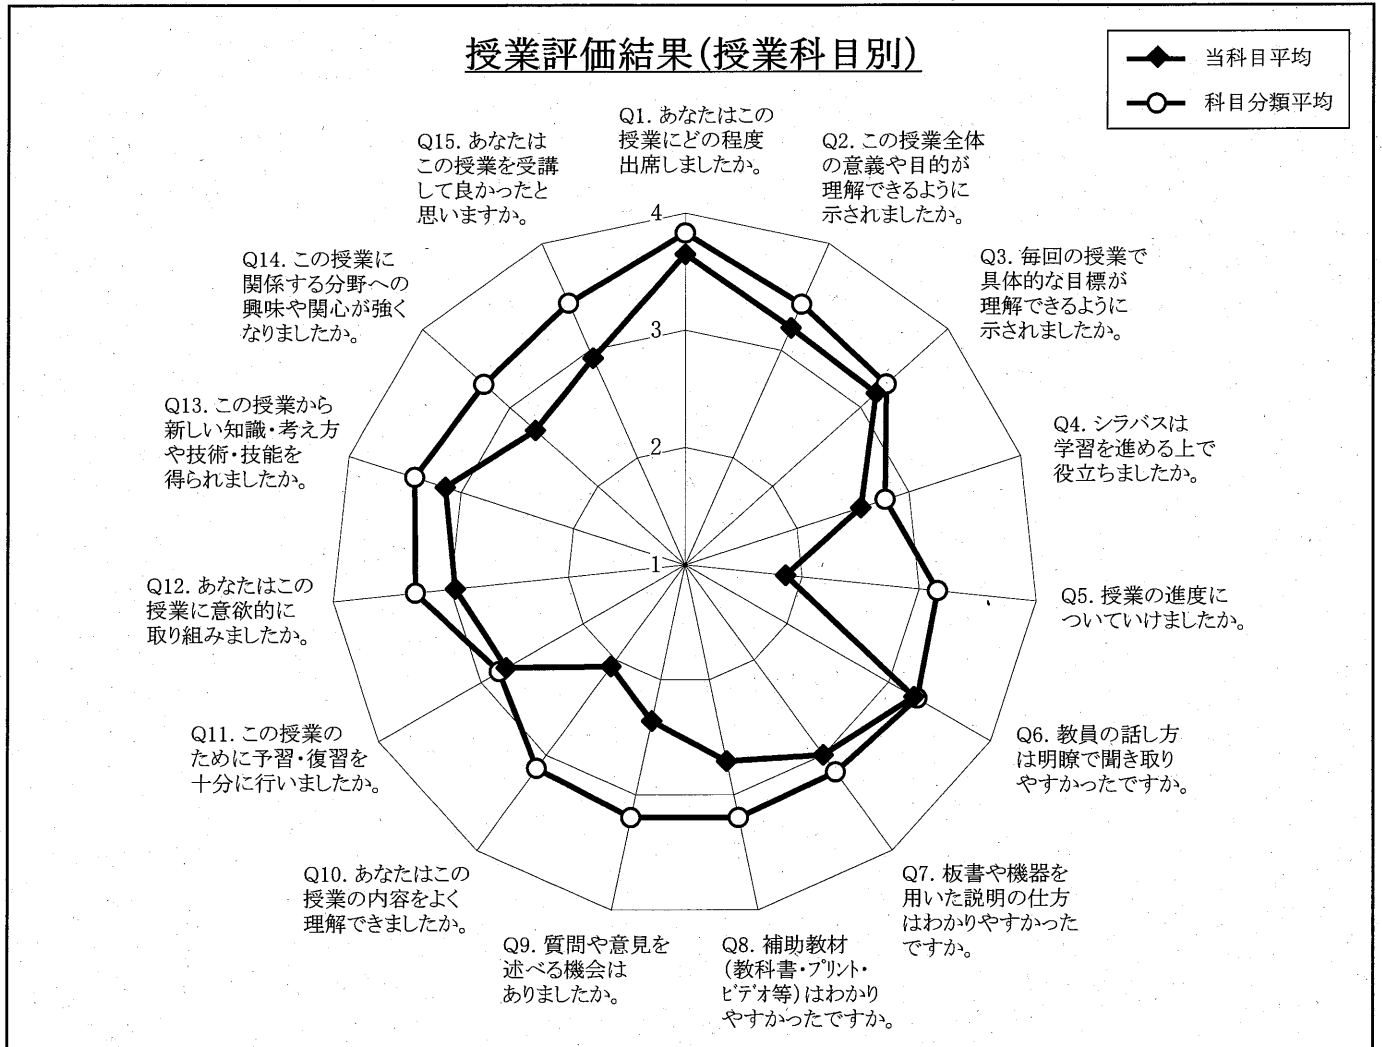 授業評価結果(授業科目別)
当科目平均
科目分類平均
Q1. あなたはこの
授業にどの程度
出席しましたか。
Q2. この授業全体
の意義や目的が
理解できるように
示されましたか。
Q3. 毎回の授業で
具体的な目標が
理解できるように
示されましたか。
Q4. シラバスは
学習を進める上で
役立ちましたか。
Q5. 授業の進度に
ついていけましたか。
Q6. 教員の話し方
は明瞭で聞き取り
やすかったですか。
Q7. 板書や機器を
用いた説明の仕方
はわかりやすかった
ですか。
Q8. 補助教材
(教科書・プリント・
ビデオ等)はわかり
やすかったですか。
Q9. 質問や意見を
述べる機会は
ありましたか。
Q10. あなたはこの
授業の内容をよく
理解できましたか。
Q11. この授業の
ために予習・復習を
十分に行いましたか。
Q12. あなたはこの
授業に意欲的に
取り組みましたか。
Q13. この授業から
新しい知識・考え方
や技術・技能を
得られましたか。
Q14. この授業に
関係する分野への
興味や関心が強く
なりましたか。
Q15. あなたは
この授業を受講
して良かったと
思いますか。
4
3
2
1